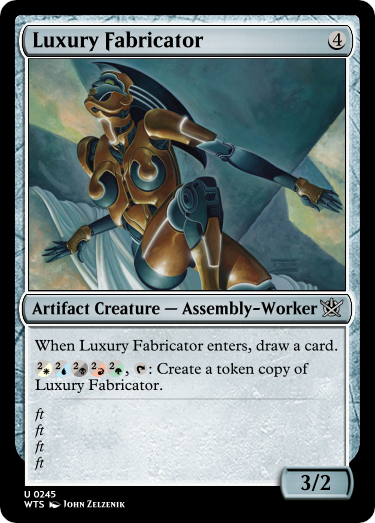 Luxury Fabricator 4
Artifact Creature — Assembly-Worker
When Luxury Fabricator enters, draw a card.
2 2 2 2 2, : Create a token copy of
Luxury Fabricator.
ft
ft
ft
ft
3/2
U 0245
WTS John Zelzenik